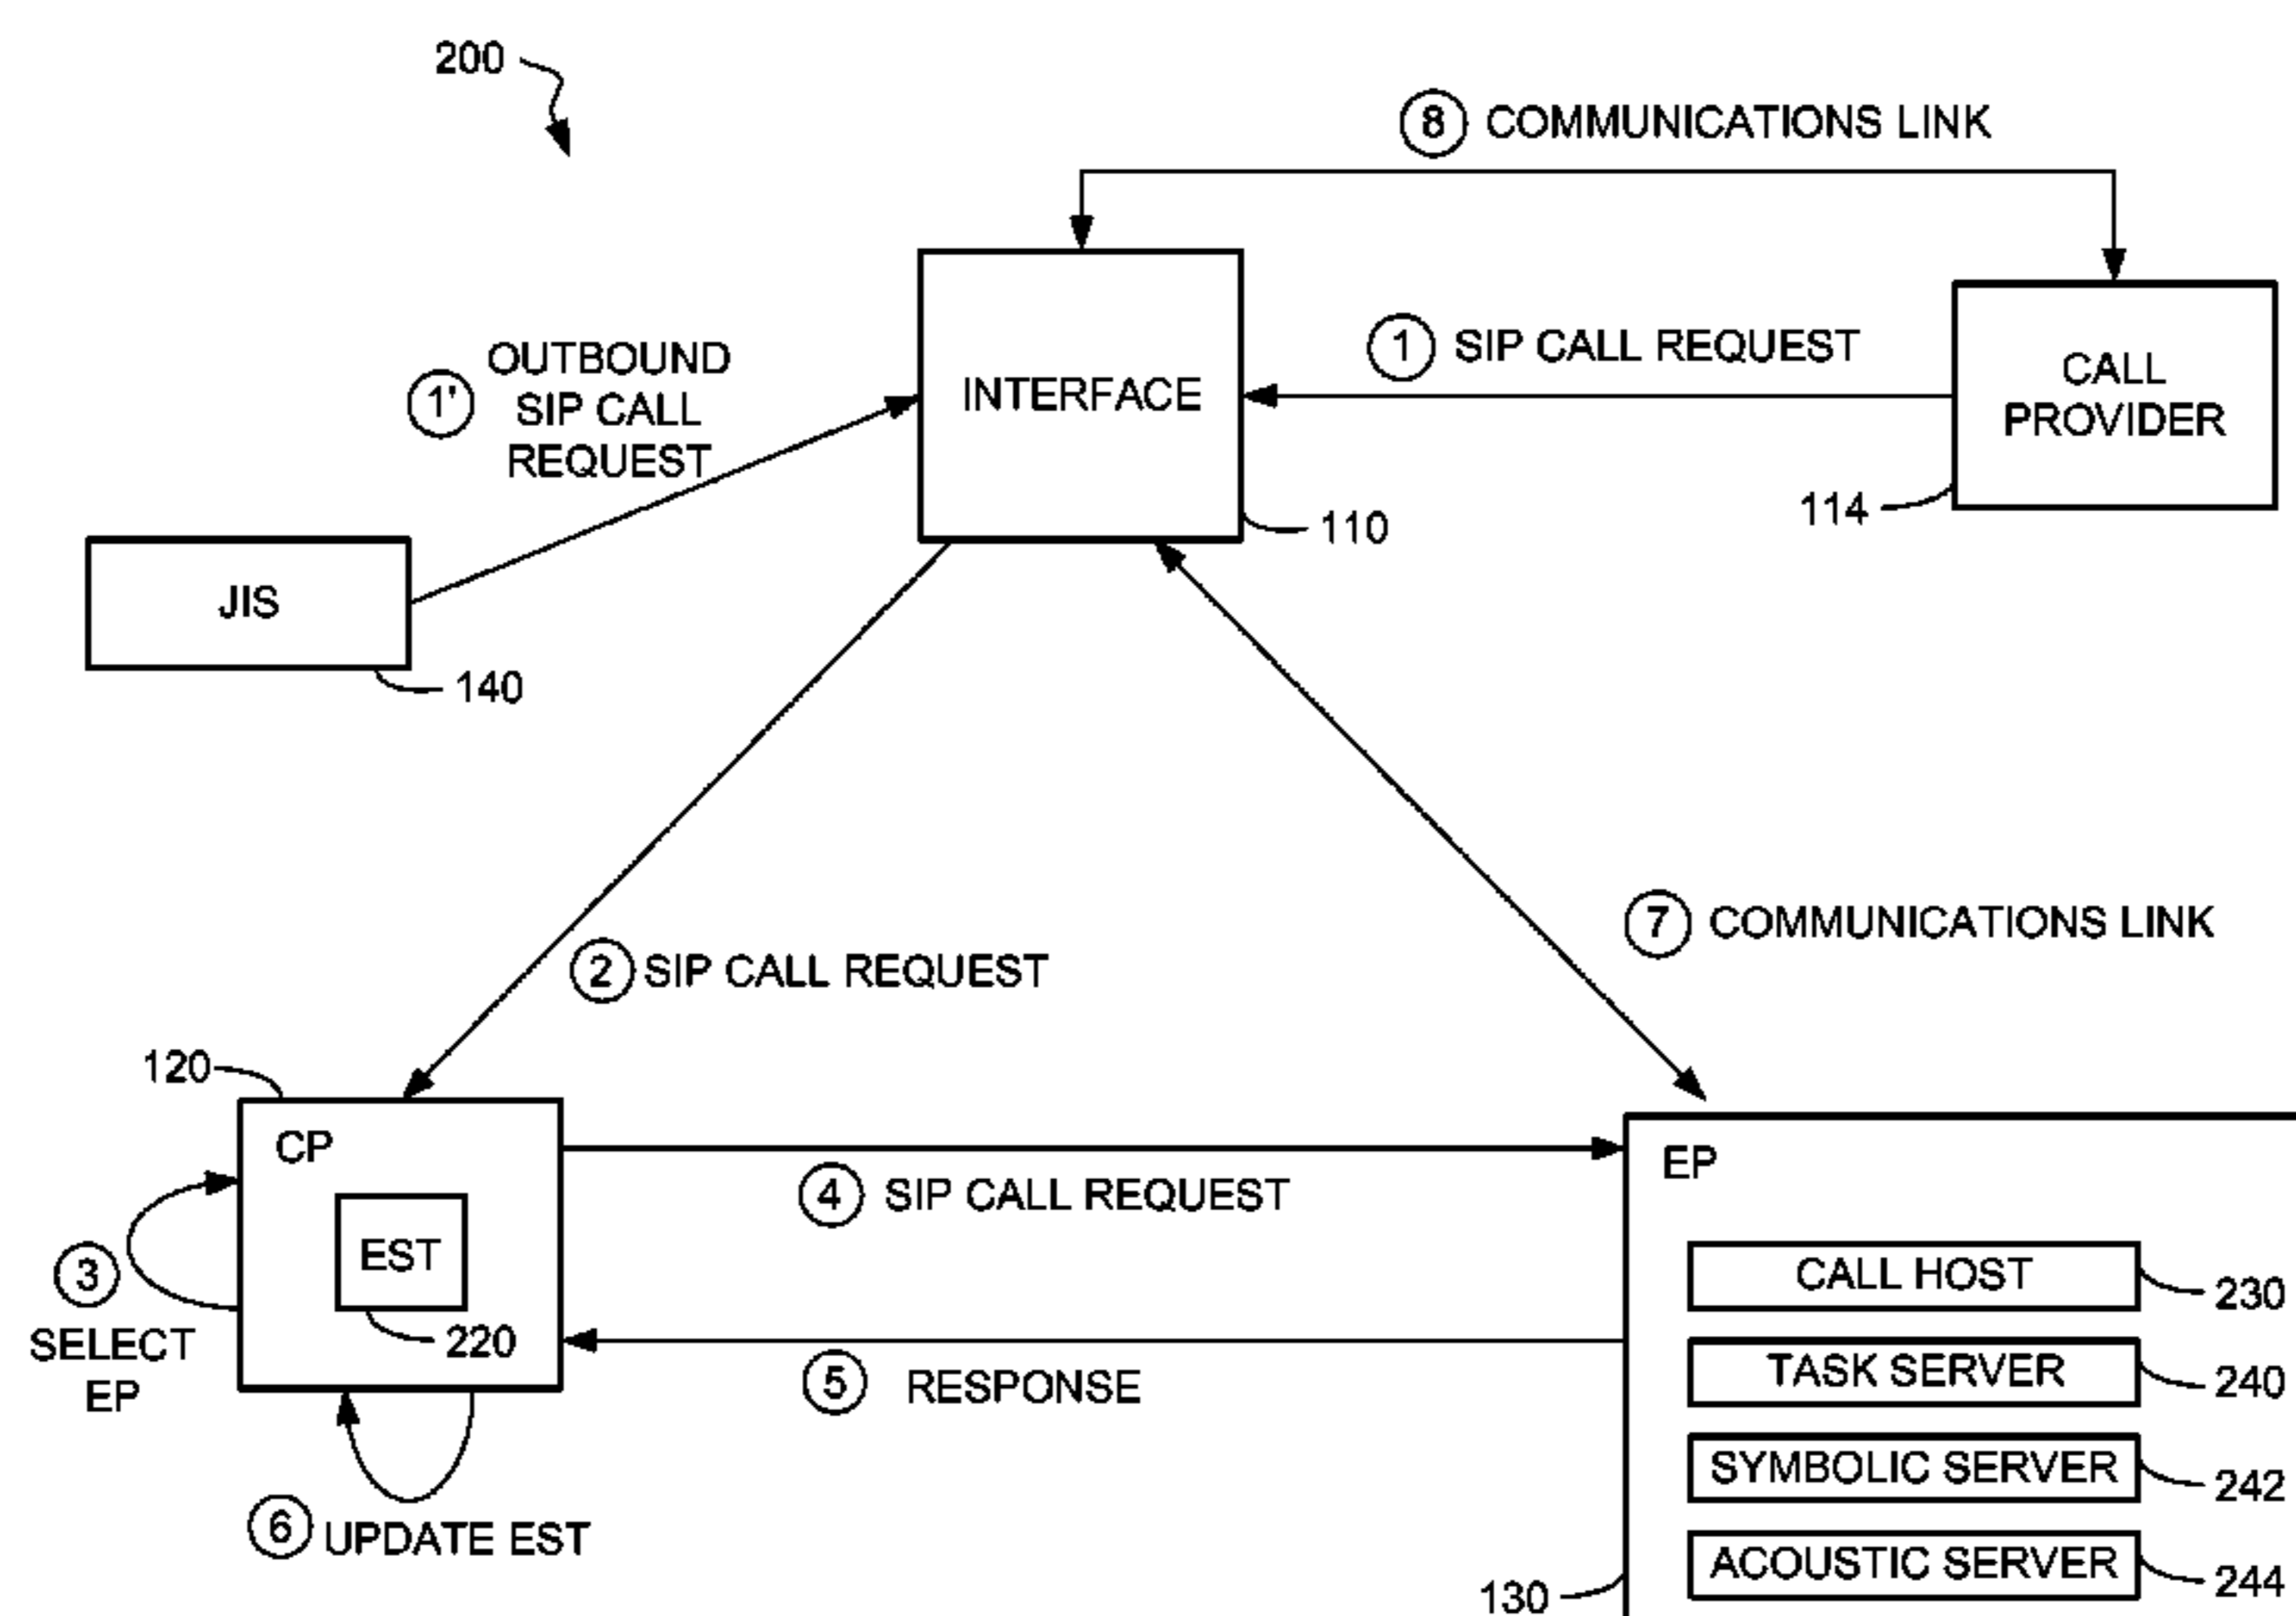 200
8 COMMUNICATIONS LINK
1 SIP CALL REQUEST
CALL
PROVIDER
114
INTERFACE
110
1' OUTBOUND
SIP CALL
REQUEST
JIS
140
2 SIP CALL REQUEST
7 COMMUNICATIONS LINK
120
CP
EST
220
3
SELECT
EP
4 SIP CALL REQUEST
5 RESPONSE
6 UPDATE EST
EP
CALL HOST
230
TASK SERVER
240
SYMBOLIC SERVER
242
ACOUSTIC SERVER
244
130